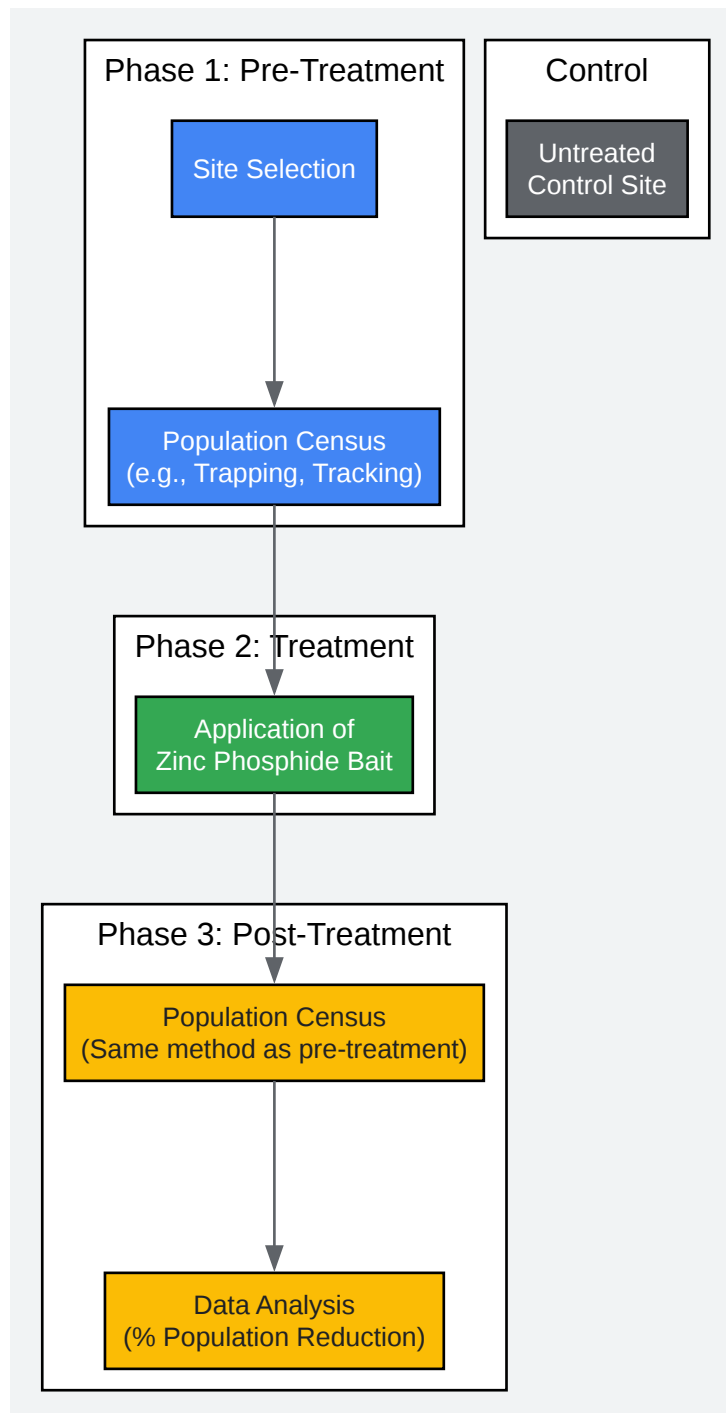 Phase 1: Pre-Treatment
Site Selection
Population Census
(e.g., Trapping, Tracking)
Control
Untreated
Control Site
Phase 2: Treatment
Application of
Zinc Phosphide Bait
Phase 3: Post-Treatment
Population Census
(Same method as pre-treatment)
Data Analysis
(% Population Reduction)